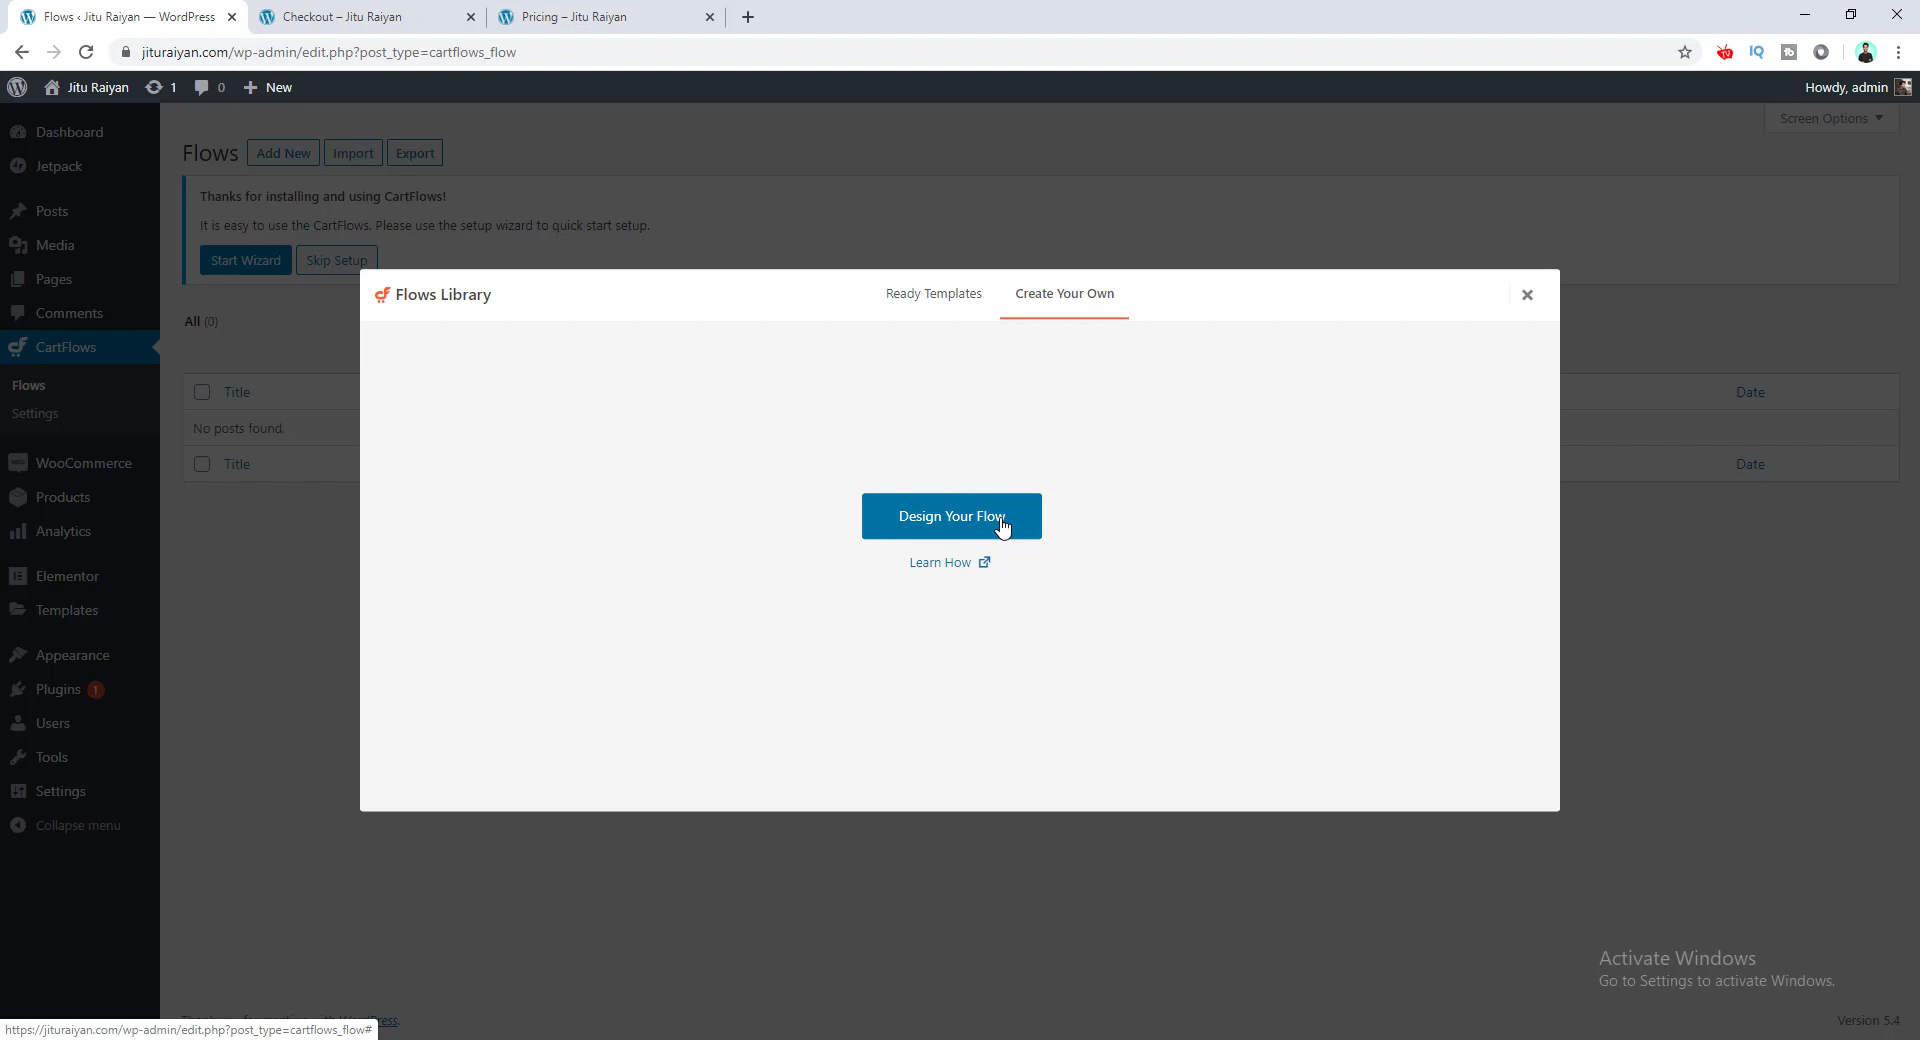 Flows ‹ Jitu Raiyan — WordPress
Checkout – Jitu Raiyan
Pricing – Jitu Raiyan
jituraiyan.com/wp-admin/edit.php?post_type=cartflows_flow
Jitu Raiyan
1
0
New
Howdy, admin
Screen Options
Dashboard
Jetpack
Posts
Media
Pages
Comments
CartFlows
Flows
Settings
WooCommerce
Products
Analytics
Elementor
Templates
Appearance
Plugins 1
Users
Tools
Settings
Collapse menu
Flows
Add New
Import
Export
Thanks for installing and using CartFlows!
It is easy to use the CartFlows. Please use the setup wizard to quick start setup.
Start Wizard
Skip Setup
All (0)
Title
Date
No posts found.
Title
Date
Flows Library
Ready Templates
Create Your Own
Design Your Flow
Learn How
Activate Windows
Go to Settings to activate Windows.
https://jituraiyan.com/wp-admin/edit.php?post_type=cartflows_flow#
Version 5.4